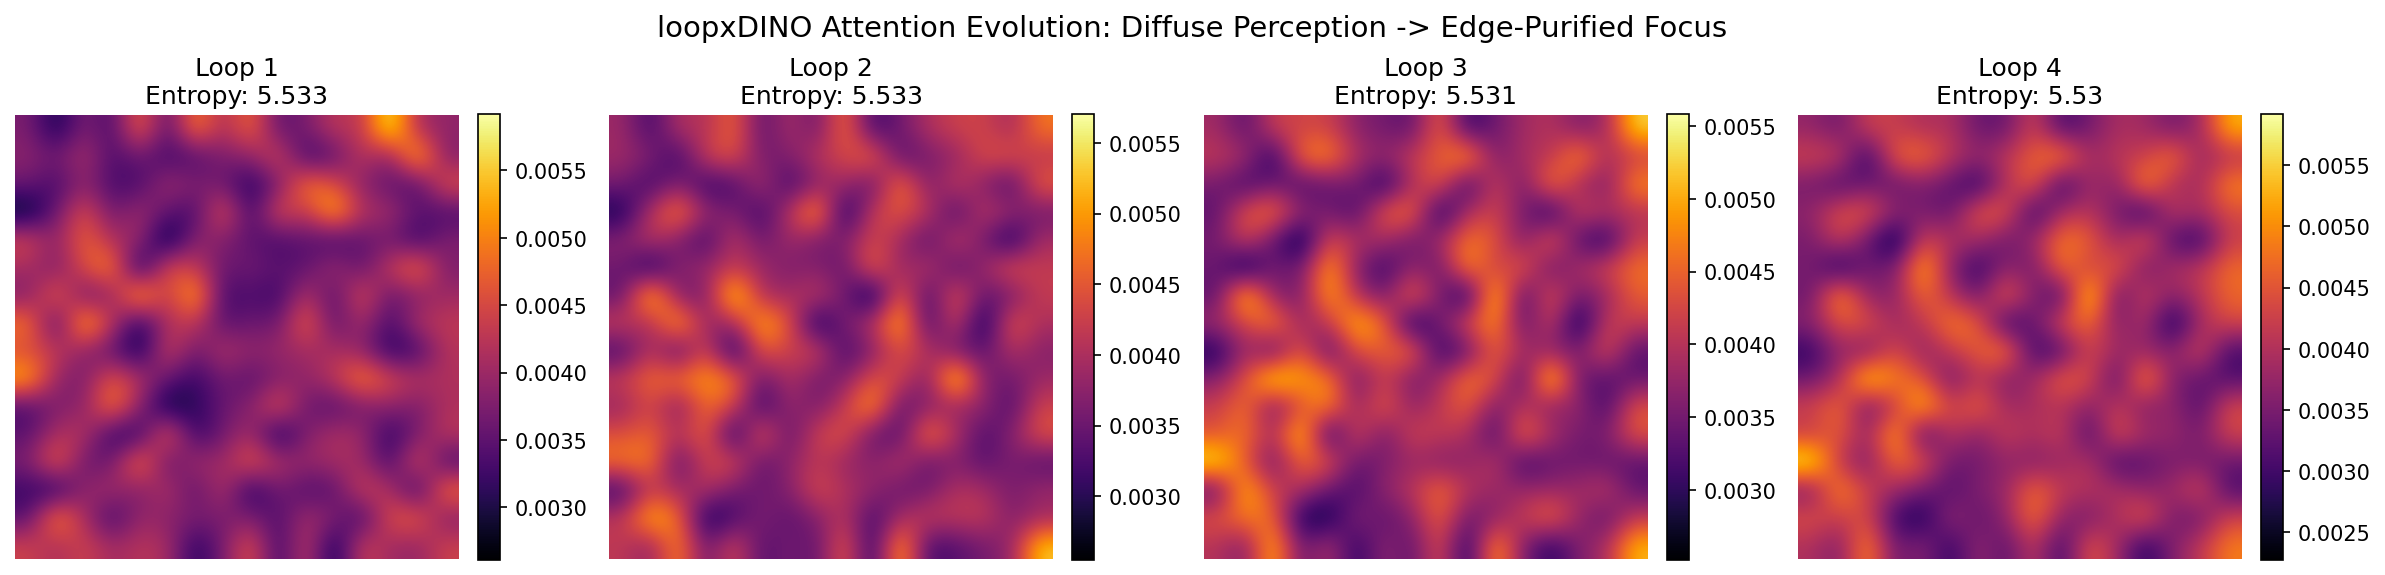 loopxDINO Attention Evolution: Diffuse Perception -> Edge-Purified Focus
Loop 1
Entropy: 5.533
0.0055
0.0050
0.0045
0.0040
0.0035
0.0030
Loop 2
Entropy: 5.533
0.0055
0.0050
0.0045
0.0040
0.0035
0.0030
Loop 3
Entropy: 5.531
0.0055
0.0050
0.0045
0.0040
0.0035
0.0030
Loop 4
Entropy: 5.53
0.0055
0.0050
0.0045
0.0040
0.0035
0.0030
0.0025